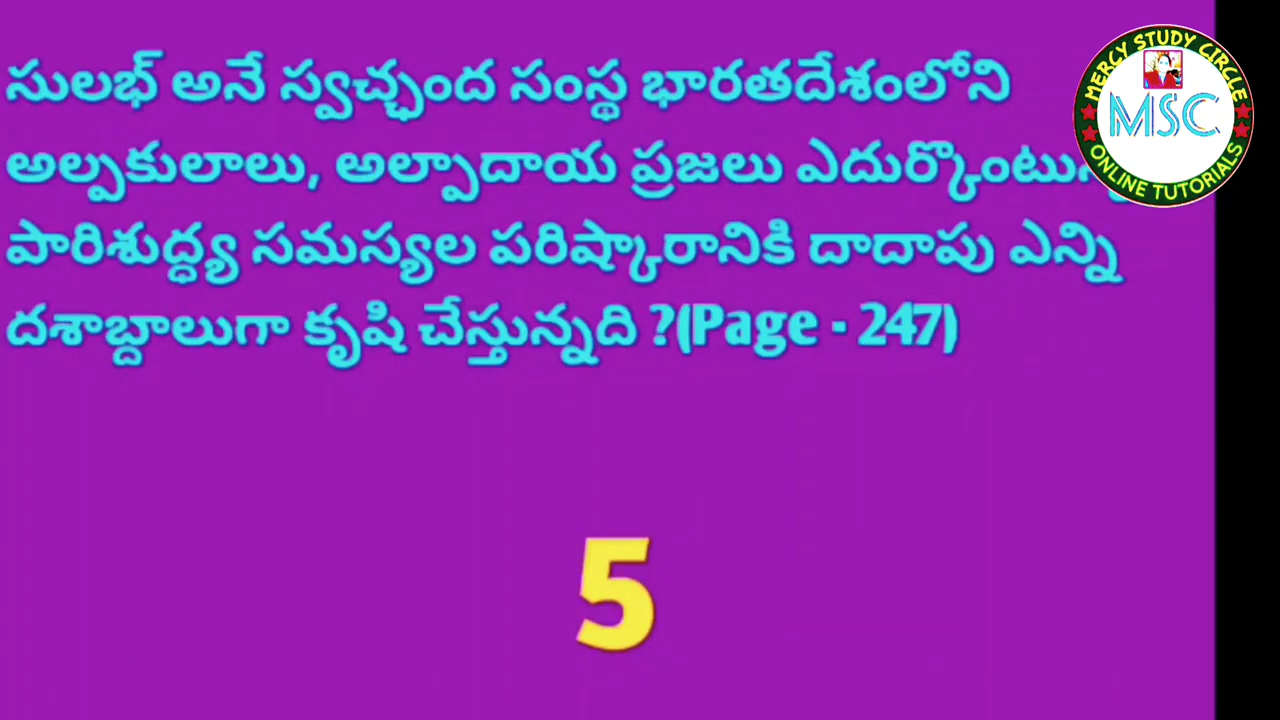 సులభ్ అనే స్వచ్ఛంద సంస్థ భారతదేశంలోని
అల్పకులాలు, అల్పాదాయ ప్రజలు
పారిశుద్ధ్య సమస్యల పరిష్కారానికి దాదాపు ఎన్ని
దశాబ్దాలుగా కృషి చేస్తున్నది ?(Page - 247)
5
MERCY STUDY CIRCLE
MSC
ONLINE TUTORIALS